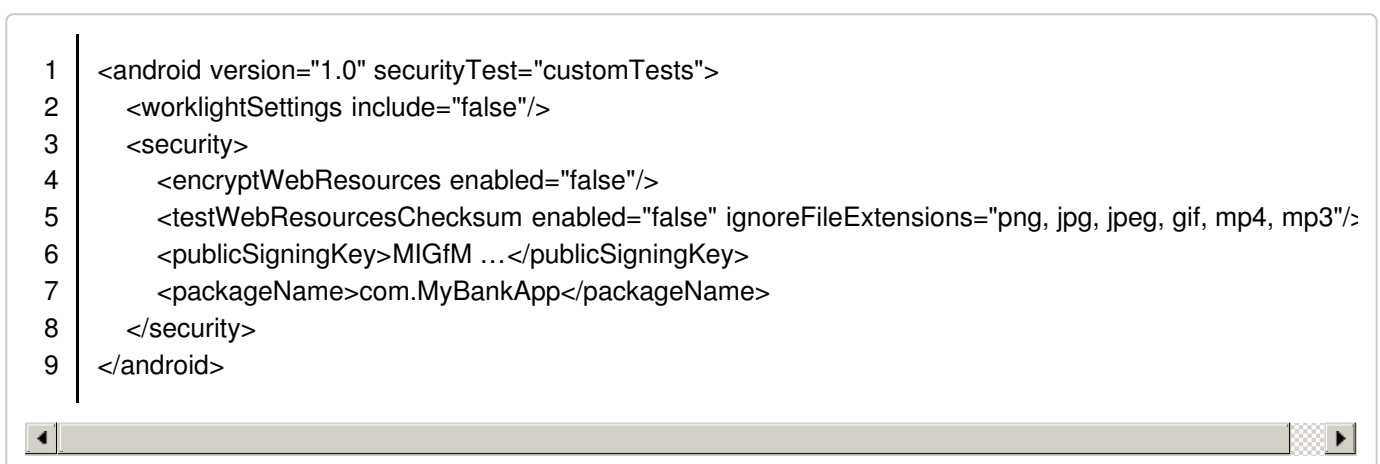 1 <android version="1.0" securityTest="customTests">
2 <worklightSettings include="false"/>
3 <security>
4 <encryptWebResources enabled="false"/>
5 <testWebResourcesChecksum enabled="false" ignoreFileExtensions="png, jpg, jpeg, gif, mp4, mp3"/>
6 <publicSigningKey>MIGfM …</publicSigningKey>
7 <packageName>com.MyBankApp</packageName>
8 </security>
9 </android>